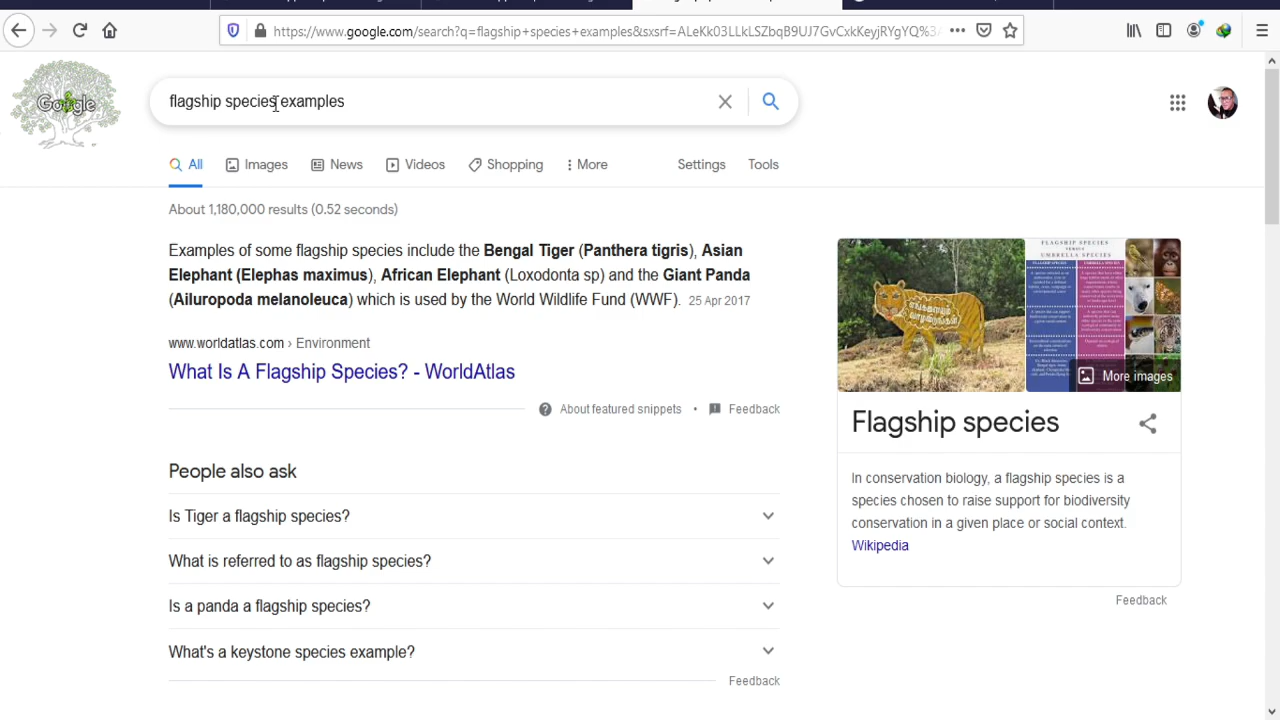 https://www.google.com/search?q=flagship+species+examples&sxsrf=ALeKk03LLkLSZbqB9UJ7GvCxkKeyjRYgYQ%3A
Google
flagship species examples
All
Images
News
Videos
Shopping
More
Settings
Tools
About 1,180,000 results (0.52 seconds)
Examples of some flagship species include the Bengal Tiger (Panthera tigris), Asian
Elephant (Elephas maximus), African Elephant (Loxodonta sp) and the Giant Panda
(Ailuropoda melanoleuca) which is used by the World Wildlife Fund (WWF). 25 Apr 2017
www.worldatlas.com › Environment
What Is A Flagship Species? - WorldAtlas
About featured snippets • Feedback
People also ask
Is Tiger a flagship species?
What is referred to as flagship species?
Is a panda a flagship species?
What's a keystone species example?
Feedback
FLAGSHIP SPECIES
VERSUS
UMBRELLA SPECIES
More images
Flagship species
In conservation biology, a flagship species is a
species chosen to raise support for biodiversity
conservation in a given place or social context.
Wikipedia
Feedback